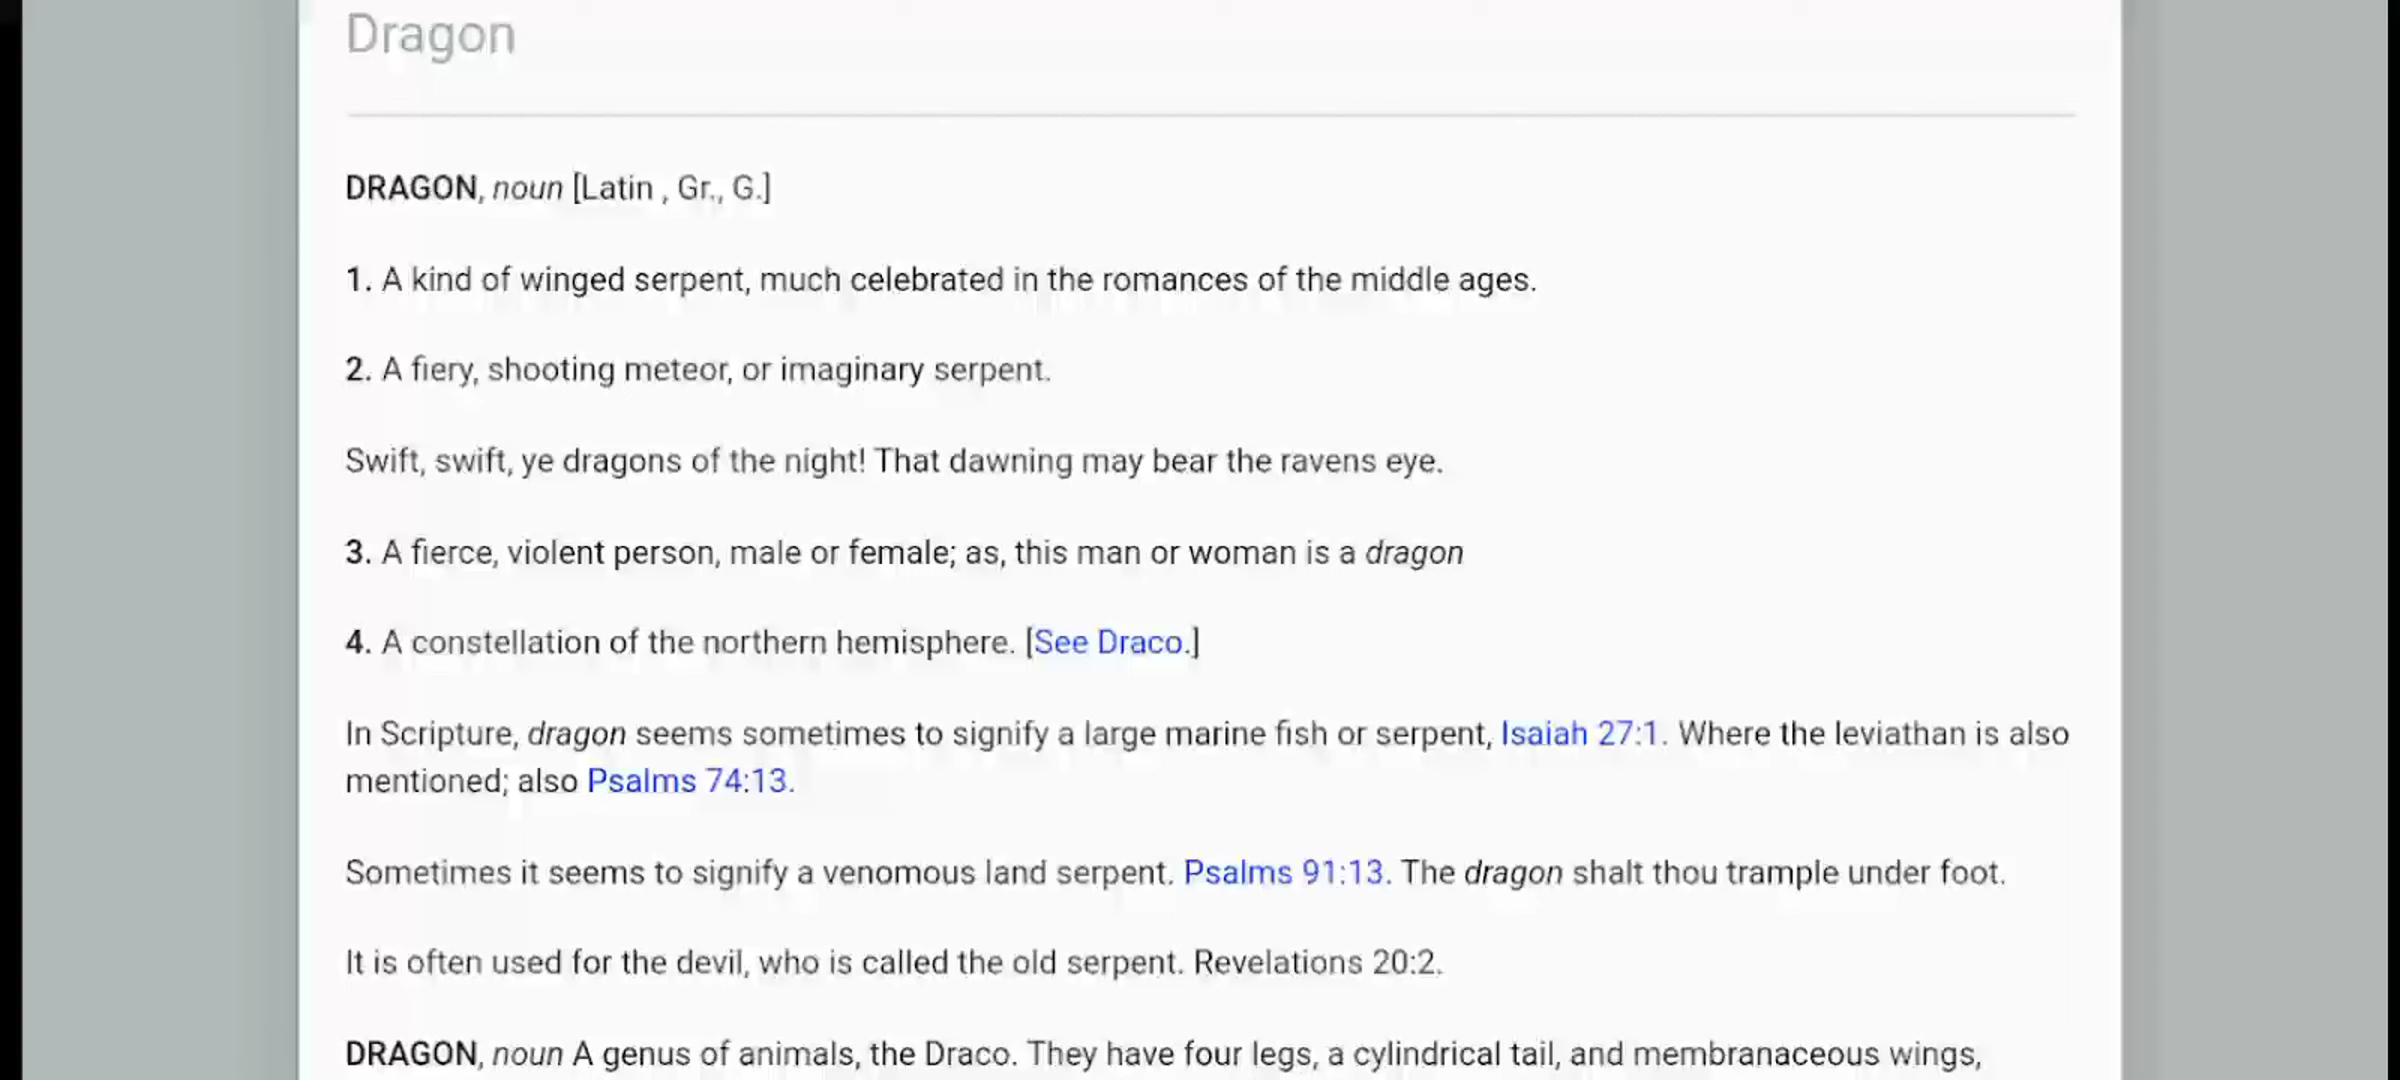 Dragon
DRAGON, noun [Latin , Gr., G.]
1. A kind of winged serpent, much celebrated in the romances of the middle ages.
2. A fiery, shooting meteor, or imaginary serpent.
Swift, swift, ye dragons of the night! That dawning may bear the ravens eye.
3. A fierce, violent person, male or female; as, this man or woman is a dragon
4. A constellation of the northern hemisphere. [See Draco.]
In Scripture, dragon seems sometimes to signify a large marine fish or serpent, Isaiah 27:1. Where the leviathan is also
mentioned; also Psalms 74:13.
Sometimes it seems to signify a venomous land serpent. Psalms 91:13. The dragon shalt thou trample under foot.
It is often used for the devil, who is called the old serpent. Revelations 20:2.
DRAGON, noun A genus of animals, the Draco. They have four legs, a cylindrical tail, and membranaceous wings,